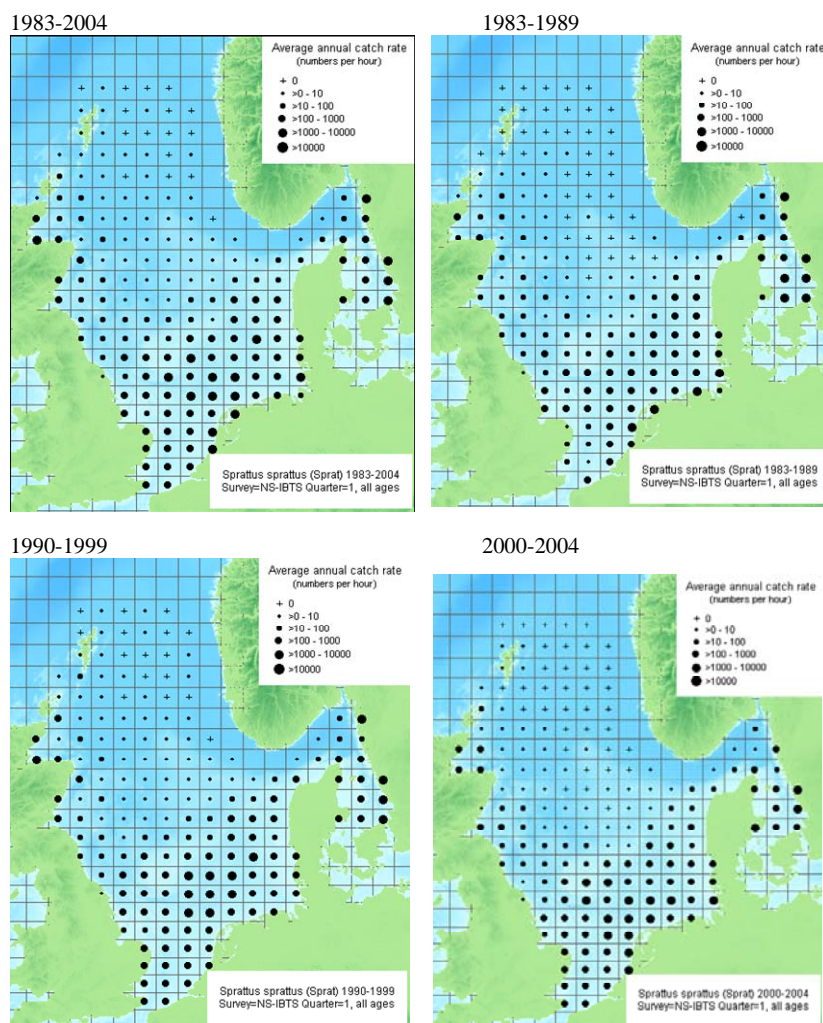 1983-2004
Average annual catch rate
(numbers per hour)
+ 0
>0 - 10
>10 - 100
>100 - 1000
>1000 - 10000
>10000
Sprattus sprattus (Sprat) 1983-2004
Survey=NS-IBTS Quarter=1, all ages
1983-1989
Average annual catch rate
(numbers per hour)
+ 0
>0 - 10
>10 - 100
>100 - 1000
>1000 - 10000
>10000
Sprattus sprattus (Sprat) 1983-1989
Survey=NS-IBTS Quarter=1, all ages
1990-1999
Average annual catch rate
(numbers per hour)
+ 0
>0 - 10
>10 - 100
>100 - 1000
>1000 - 10000
>10000
Sprattus sprattus (Sprat) 1990-1999
Survey=NS-IBTS Quarter=1, all ages
2000-2004
Average annual catch rate
(numbers per hour)
+ 0
>0 - 10
>10 - 100
>100 - 1000
>1000 - 10000
>10000
Sprattus sprattus (Sprat) 2000-2004
Survey=NS-IBTS Quarter=1, all ages